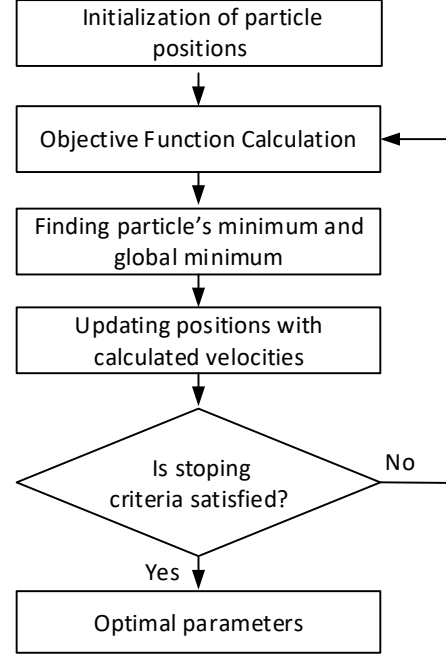 Initialization of particle
positions
Objective Function Calculation
Finding particle’s minimum and
global minimum
Updating positions with
calculated velocities
Is stoping
criteria satisfied?
No
Yes
Optimal parameters